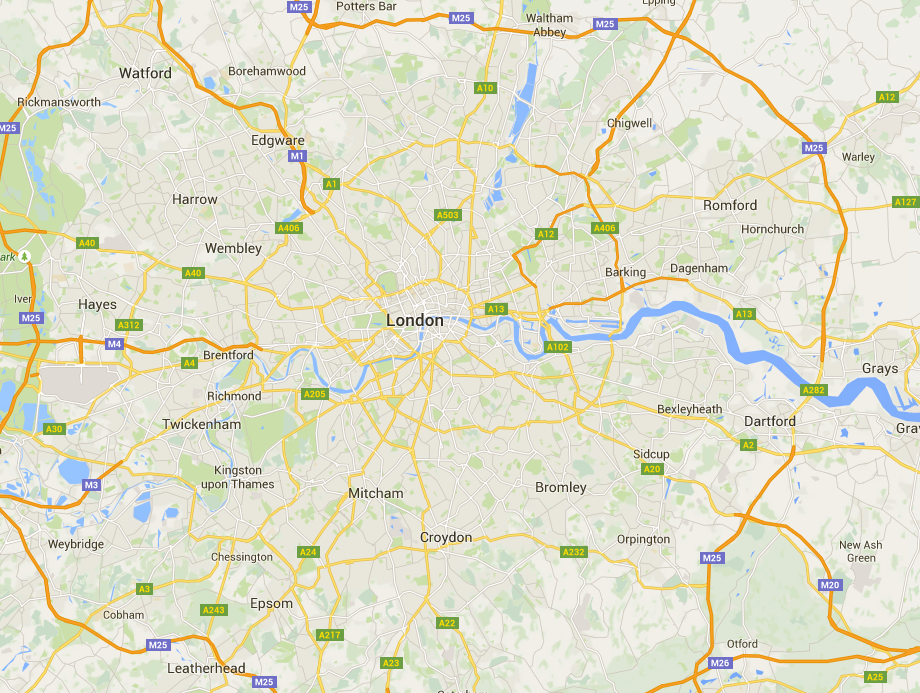 M25
Potters Bar
M25
Waltham
Abbey
M25
Epping
Watford
Borehamwood
A10
Rickmansworth
A12
M25
Chigwell
Edgware
M1
M25
Warley
A1
Harrow
A503
Romford
A127
A406
A12
A406
Hornchurch
A40
Wembley
ark
A40
Barking
Dagenham
Iver
Hayes
A13
A13
M25
A312
London
M4
Brentford
A102
A4
Grays
Richmond
A205
A282
Bexleyheath
Twickenham
Dartford
A30
Gra
A2
Sidcup
Kingston
upon Thames
A20
M3
Mitcham
Bromley
Croydon
Orpington
Weybridge
Chessington
A24
A232
M25
New Ash
Green
A3
M20
Cobham
A243
Epsom
A22
A217
M25
Otford
Leatherhead
A23
M26
M25
A25